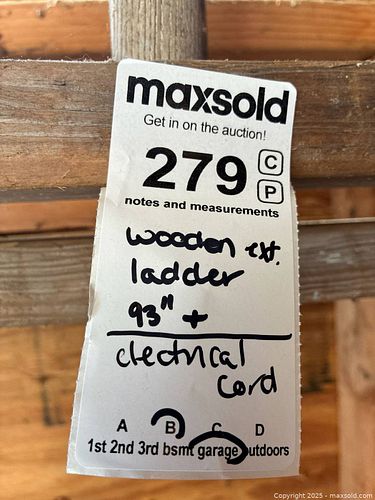 maxsold
Get in on the auction!
279 C
P
notes and measurements
wooden ext.
ladder
93" +
electrical
cord
A B C D
1st 2nd 3rd bsmt garage outdoors
Copyright 2025 - maxsold.com